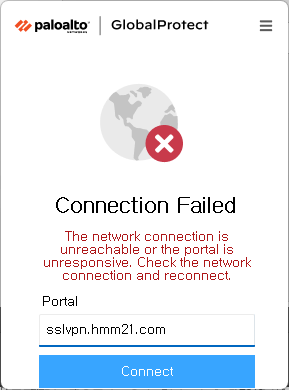 paloalto GlobalProtect
NETWORKS
Connection Failed
The network connection is
unreachable or the portal is
unresponsive. Check the network
connection and reconnect.
Portal
sslvpn.hmm21.com
Connect